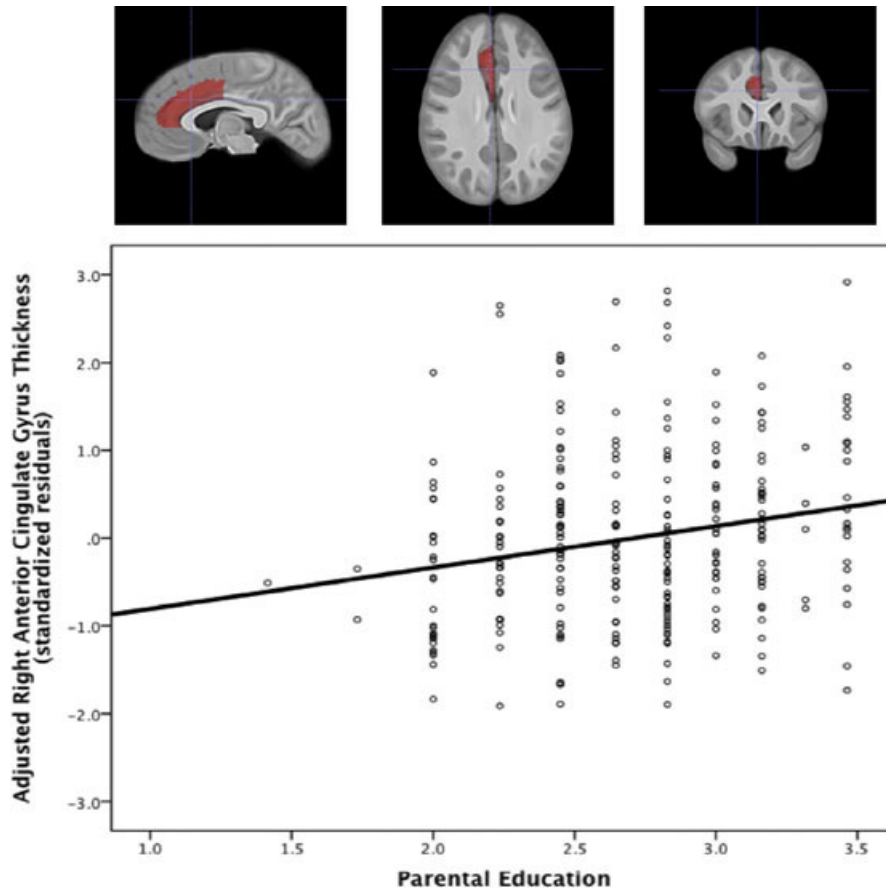 Adjusted Right Anterior Cingulate Gyrus Thickness
(standardized residuals)
3.0
2.0
1.0
.0
-1.0
-2.0
-3.0
1.0 1.5 2.0 2.5 3.0 3.5
Parental Education